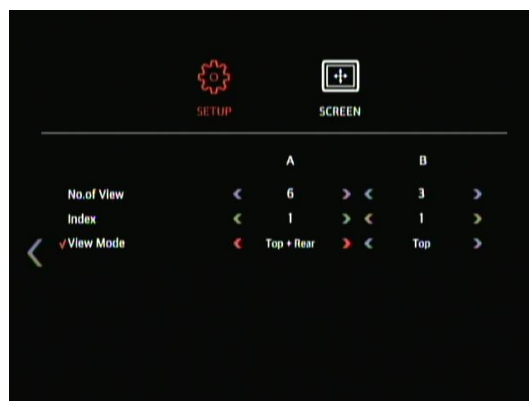 SETUP SCREEN
A B
No.of View 6 3
Index 1 1
√View Mode Top + Rear Top